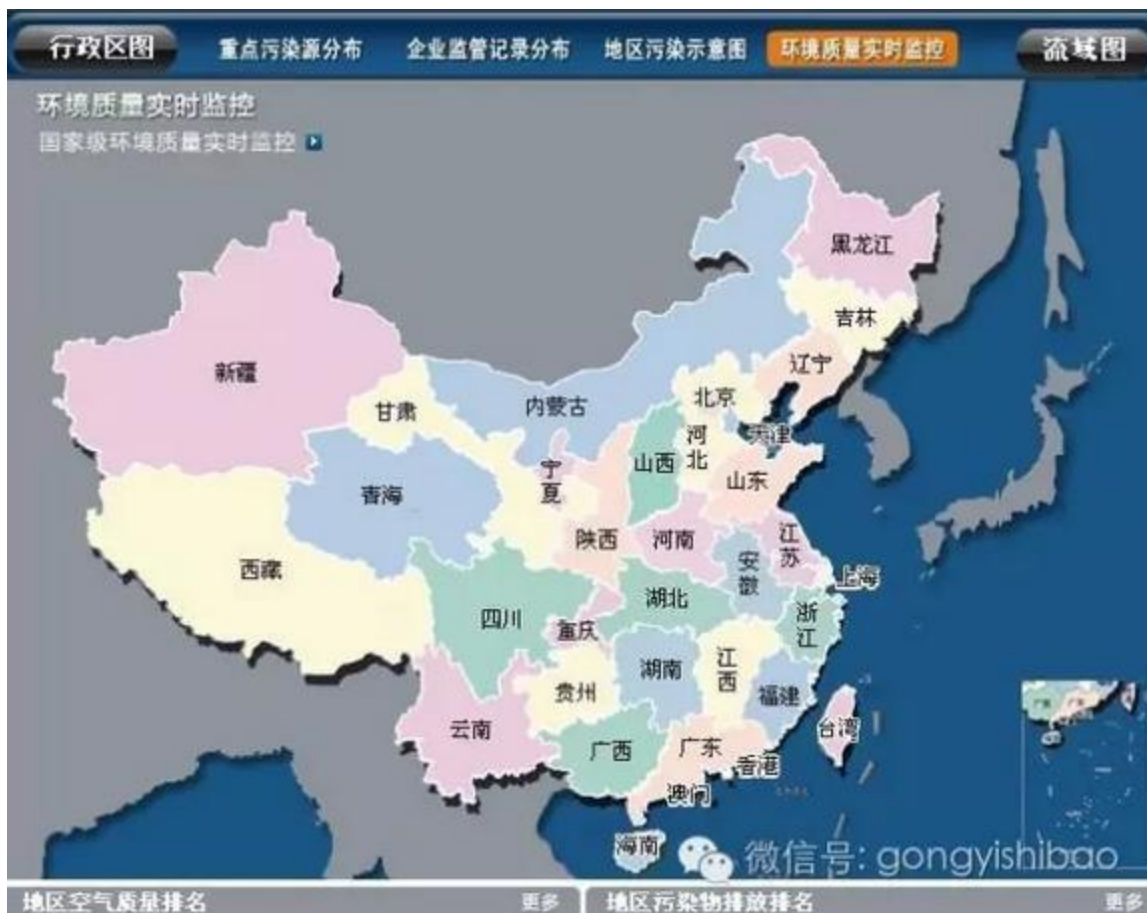 行政区图 重点污染源分布 企业监管记录分布 地区污染示意图 环境质量实时监控 流域图
环境质量实时监控
国家级环境质量实时监控
黑龙江
吉林
辽宁
新疆
甘肃
内蒙古
北京
天津
河北
山西
山东
宁夏
青海
陕西
河南
江苏
安徽
上海
西藏
四川
重庆
湖北
浙江
湖南
江西
福建
贵州
云南
广西
广东
台湾
香港
澳门
海南
微信号: gongyishibao
地区空气质量排名 更多 地区污染物排放排名 更多